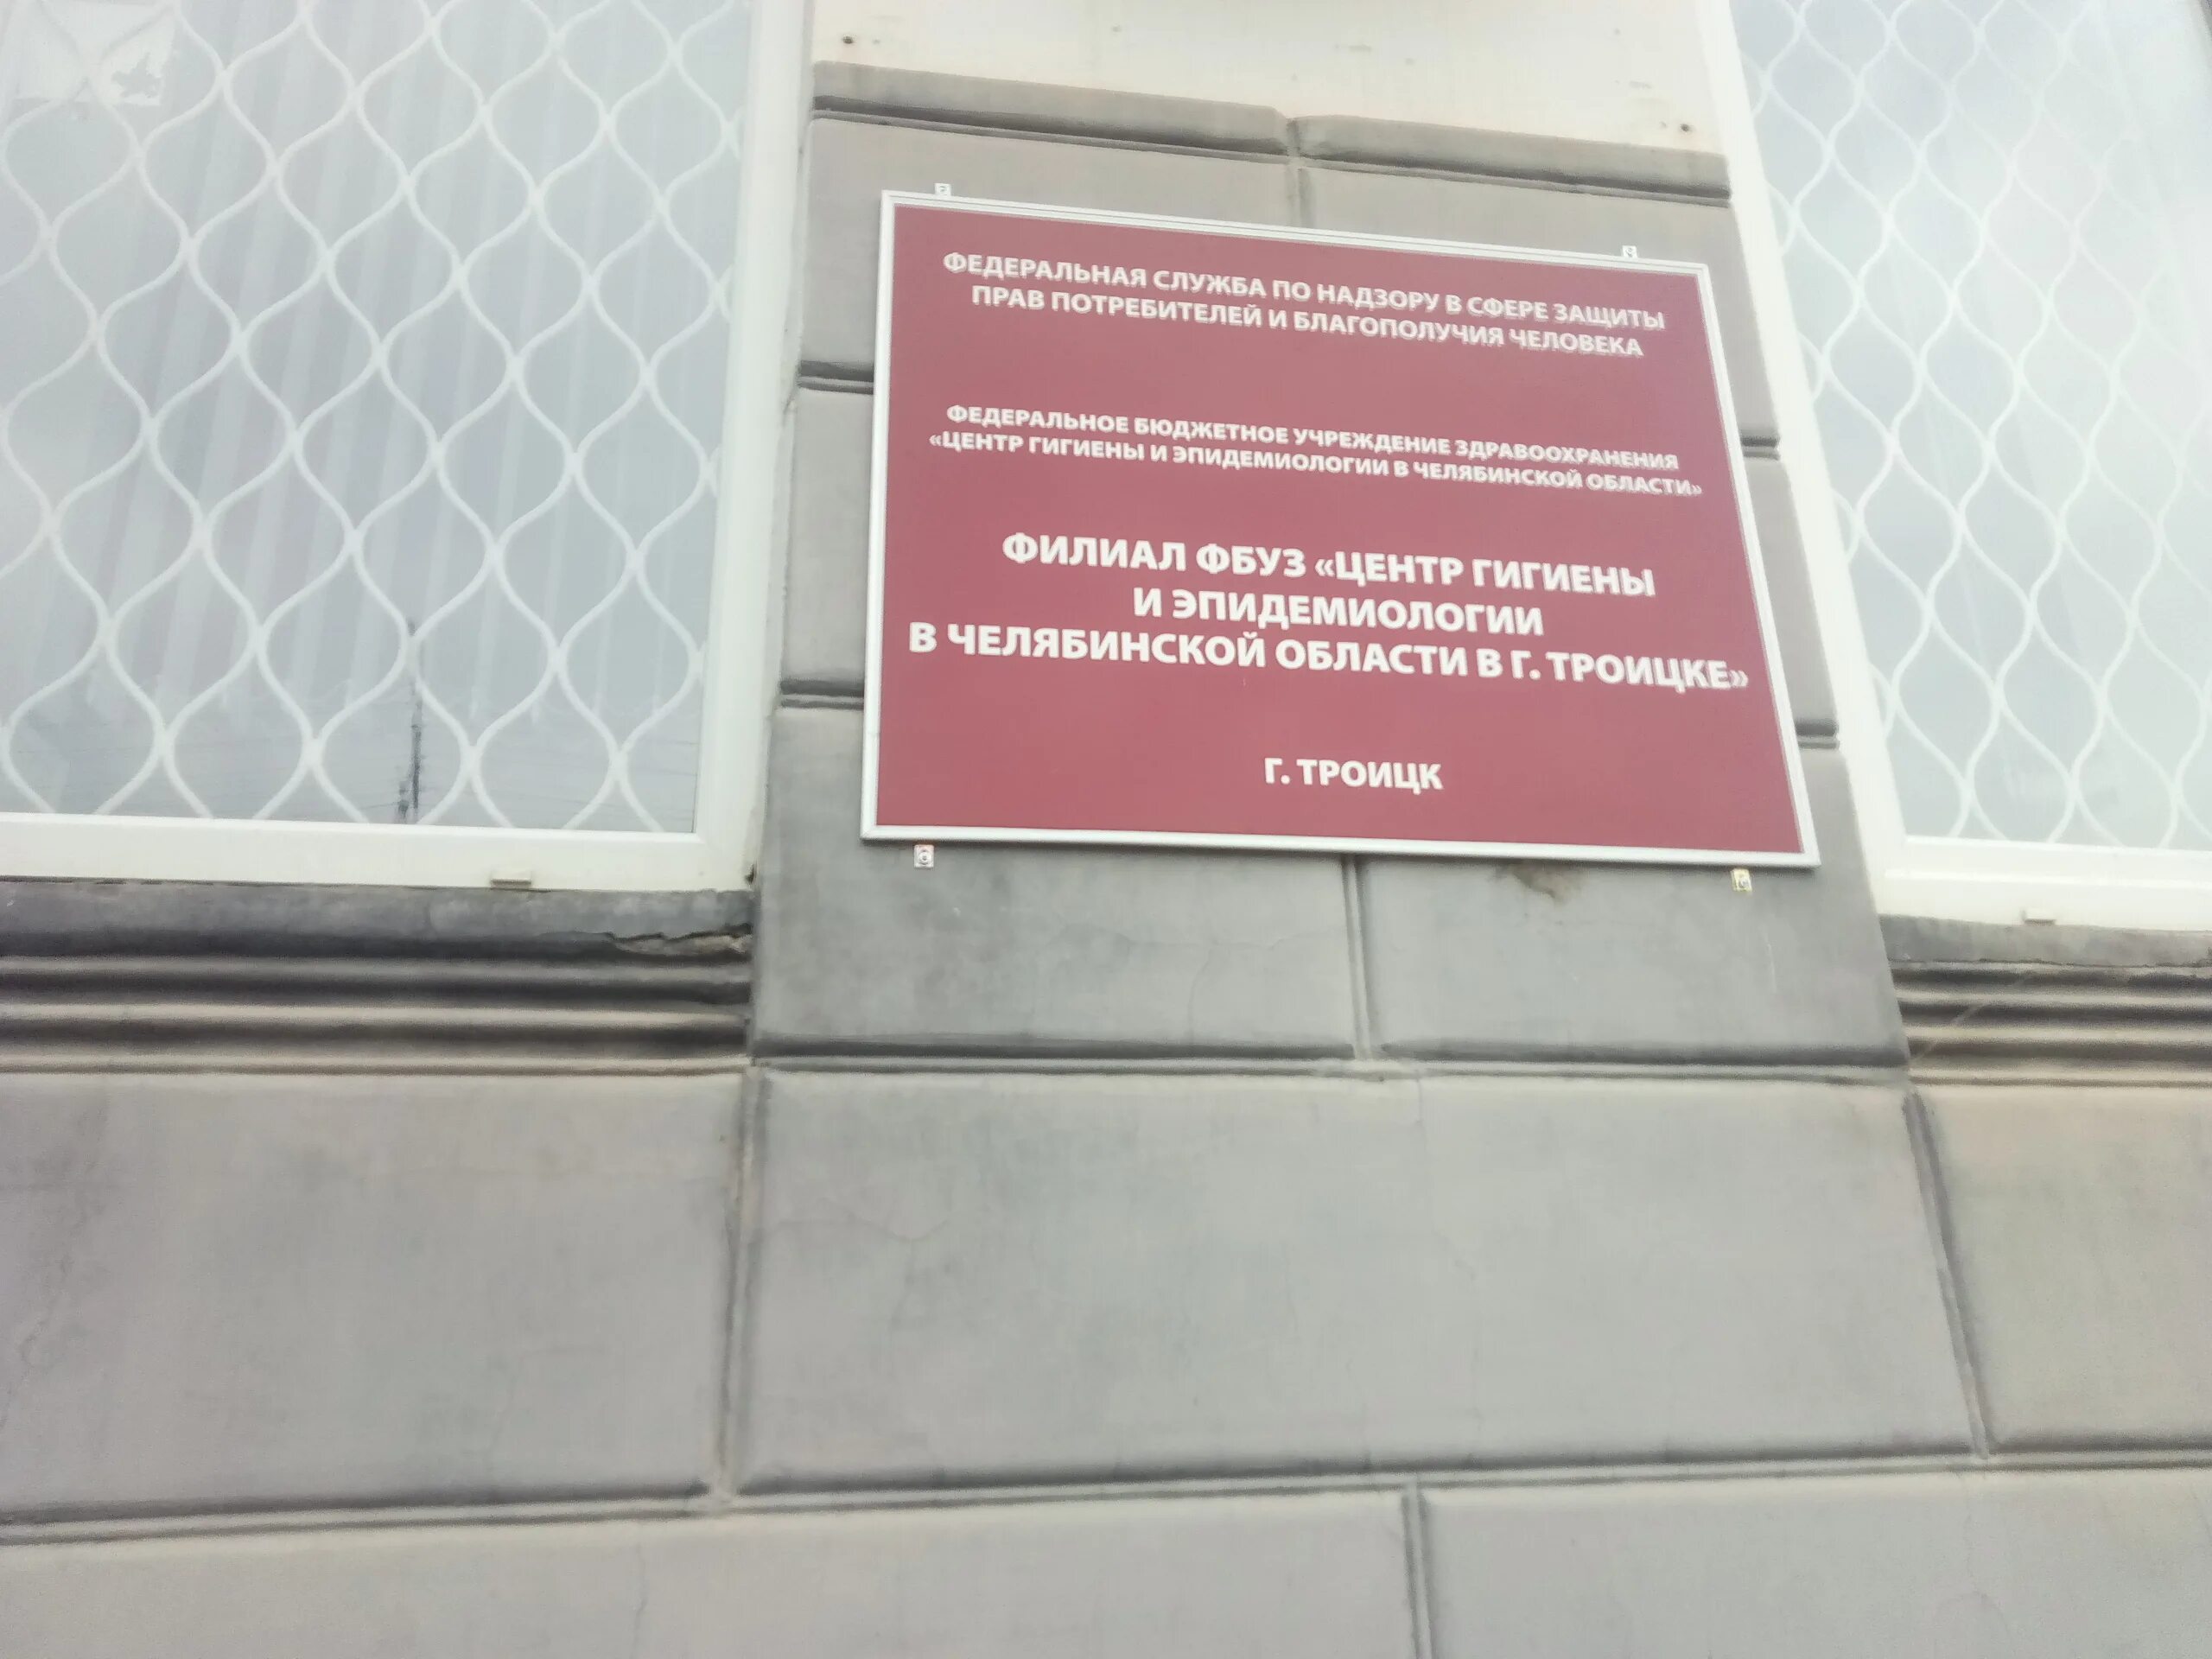 ФЕДЕРАЛЬНАЯ СЛУЖБА ПО НАДЗОРУ В СФЕРЕ ЗАЩИТЫ
ПРАВ ПОТРЕБИТЕЛЕЙ И БЛАГОПОЛУЧИЯ ЧЕЛОВЕКА
ФЕДЕРАЛЬНОЕ БЮДЖЕТНОЕ УЧРЕЖДЕНИЕ ЗДРАВООХРАНЕНИЯ
«ЦЕНТР ГИГИЕНЫ И ЭПИДЕМИОЛОГИИ В ЧЕЛЯБИНСКОЙ ОБЛАСТИ»
ФИЛИАЛ ФБУЗ «ЦЕНТР ГИГИЕНЫ
И ЭПИДЕМИОЛОГИИ
В ЧЕЛЯБИНСКОЙ ОБЛАСТИ В Г. ТРОИЦКЕ»
Г. ТРОИЦК